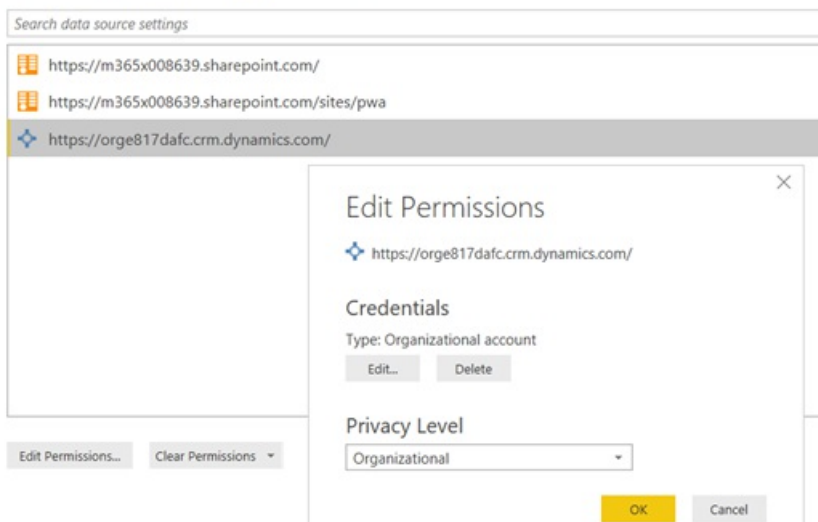 Search data source settings
https://m365x008639.sharepoint.com/
https://m365x008639.sharepoint.com/sites/pwa
https://orge817dafc.crm.dynamics.com/
Edit Permissions
https://orge817dafc.crm.dynamics.com/
Credentials
Type: Organizational account
Edit... Delete
Privacy Level
Organizational
Edit Permissions... Clear Permissions
OK Cancel